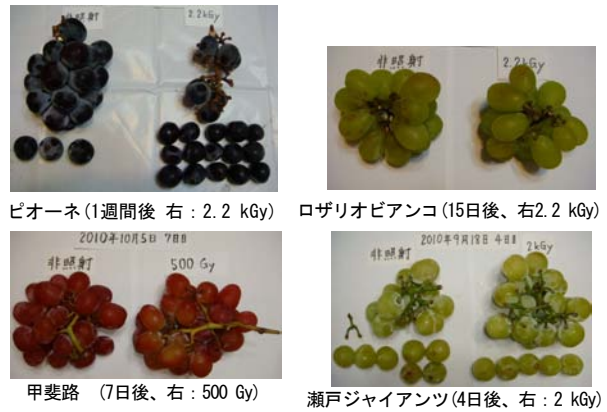 非照射
2.2kGy
ピオーネ(1週間後 右：2.2 kGy)
非照射
2.2kGy
ロザリオビアンコ(15日後、右2.2 kGy)
2010年10月5日 7日目
非照射
500 Gy
甲斐路 (7日後、右：500 Gy)
2010年9月18日 4日目
非照射
2kGy
瀬戸ジャイアンツ(4日後、右：2 kGy)